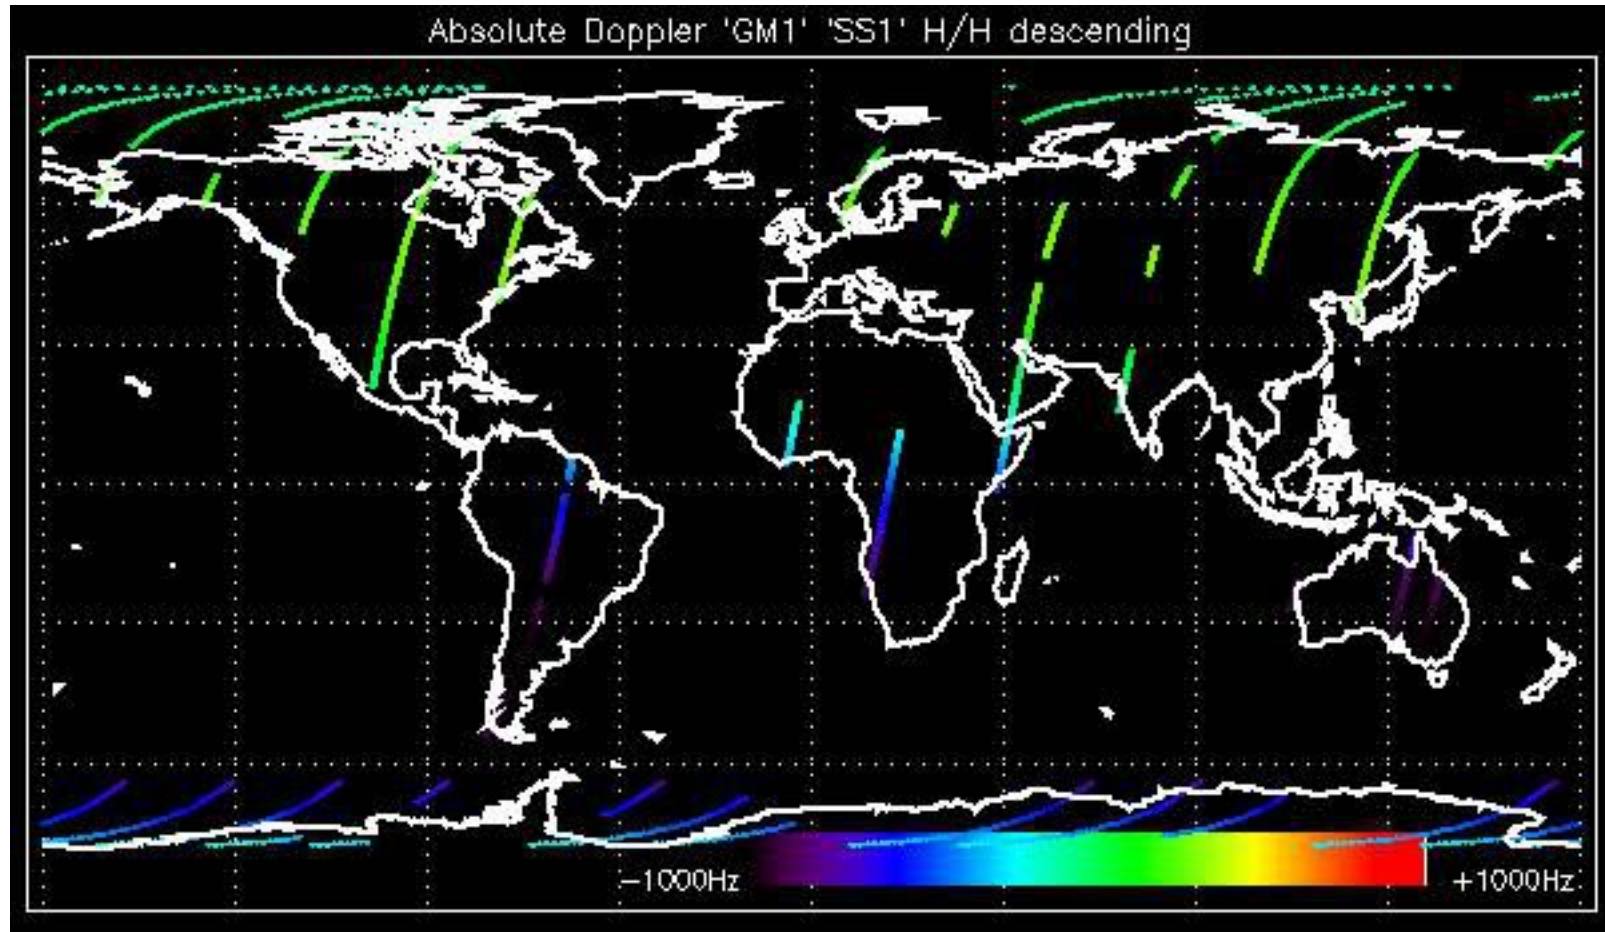 Absolute Doppler 'GM1' 'SS1' H/H descending
−1000Hz +1000Hz